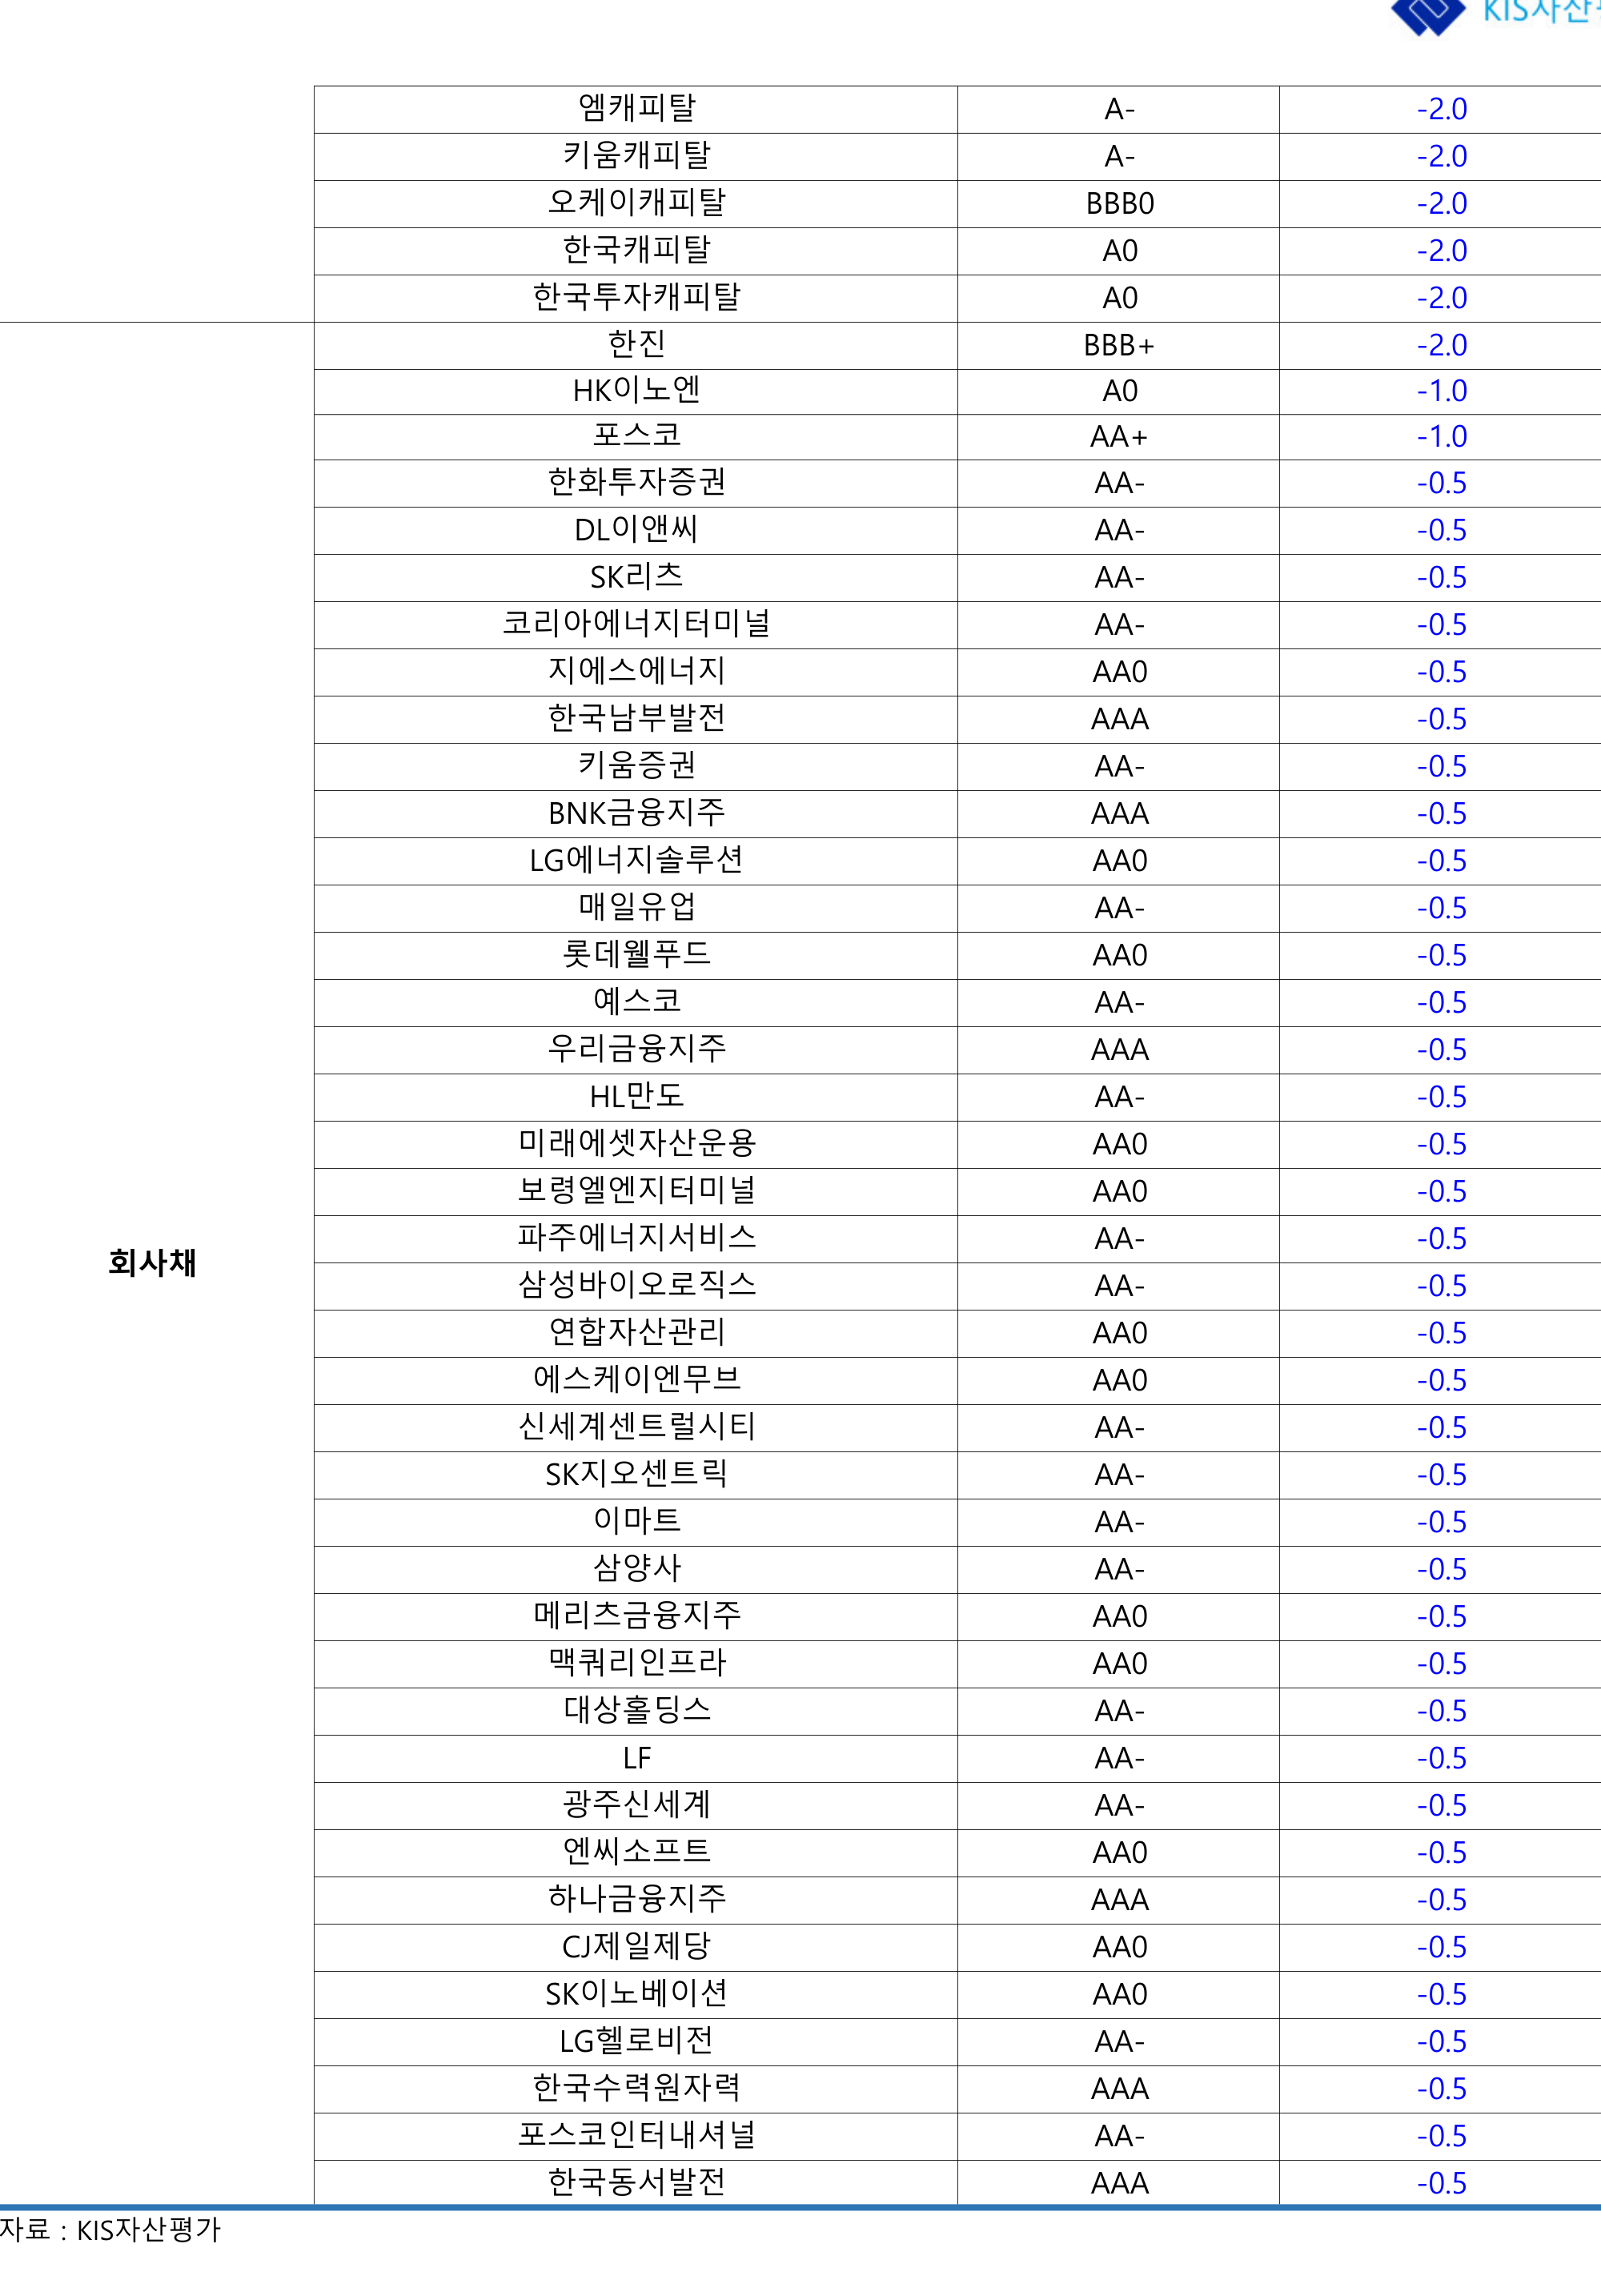 KIS자산평
엠캐피탈 A- -2.0
키움캐피탈 A- -2.0
오케이캐피탈 BBB0 -2.0
한국캐피탈 A0 -2.0
한국투자캐피탈 A0 -2.0
한진 BBB+ -2.0
HK이노엔 A0 -1.0
포스코 AA+ -1.0
한화투자증권 AA- -0.5
DL이앤씨 AA- -0.5
SK리츠 AA- -0.5
코리아에너지터미널 AA- -0.5
지에스에너지 AA0 -0.5
한국남부발전 AAA -0.5
키움증권 AA- -0.5
BNK금융지주 AAA -0.5
LG에너지솔루션 AA0 -0.5
매일유업 AA- -0.5
롯데웰푸드 AA0 -0.5
예스코 AA- -0.5
우리금융지주 AAA -0.5
HL만도 AA- -0.5
미래에셋자산운용 AA0 -0.5
보령엘엔지터미널 AA0 -0.5
파주에너지서비스 AA- -0.5
회사채
삼성바이오로직스 AA- -0.5
연합자산관리 AA0 -0.5
에스케이엔무브 AA0 -0.5
신세계센트럴시티 AA- -0.5
SK지오센트릭 AA- -0.5
이마트 AA- -0.5
삼양사 AA- -0.5
메리츠금융지주 AA0 -0.5
맥쿼리인프라 AA0 -0.5
대상홀딩스 AA- -0.5
LF AA- -0.5
광주신세계 AA- -0.5
엔씨소프트 AA0 -0.5
하나금융지주 AAA -0.5
CJ제일제당 AA0 -0.5
SK이노베이션 AA0 -0.5
LG헬로비전 AA- -0.5
한국수력원자력 AAA -0.5
포스코인터내셔널 AA- -0.5
한국동서발전 AAA -0.5
자료 : KIS자산평가